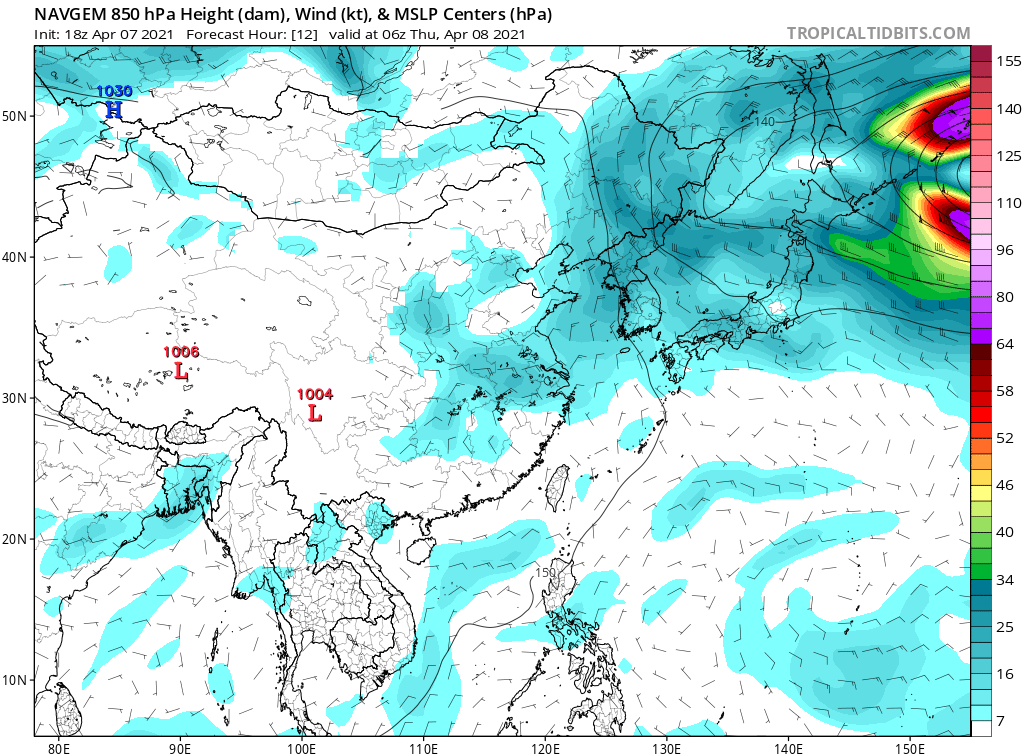 NAVGEM 850 hPa Height (dam), Wind (kt), & MSLP Centers (hPa)
Init: 18z Apr 07 2021 Forecast Hour: [12] valid at 06z Thu, Apr 08 2021
TROPICALTIDBITS.COM
155
140
125
110
96
80
64
58
52
46
40
34
25
16
7
50N
40N
30N
20N
10N
1030
H
140
1006
L
1004
L
150
80E 90E 100E 110E 120E 130E 140E 150E